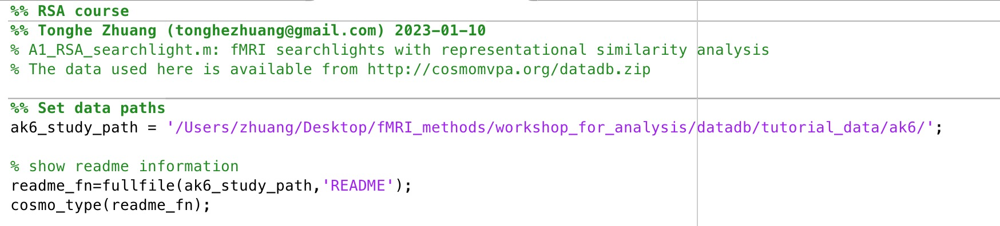 %% RSA course
%% Tonghe Zhuang (tonghezhuang@gmail.com) 2023-01-10
% A1_RSA_searchlight.m: fMRI searchlights with representational similarity analysis
% The data used here is available from http://cosmomvpa.org/datadb.zip
%% Set data paths
ak6_study_path = '/Users/zhuang/Desktop/fMRI_methods/workshop_for_analysis/datadb/tutorial_data/ak6/';
% show readme information
readme_fn=fullfile(ak6_study_path,'README');
cosmo_type(readme_fn);